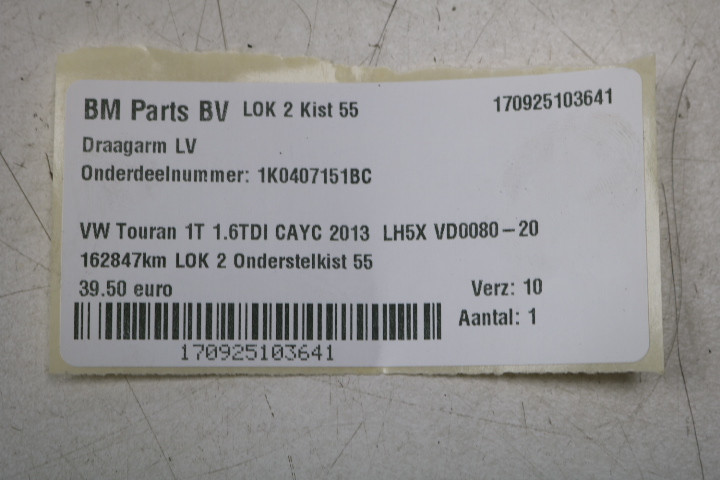 BM Parts BV LOK 2 Kist 55 170925103641
Draagarm LV
Onderdeelnummer: 1K0407151BC
VW Touran 1T 1.6TDI CAYC 2013 LH5X VD0080-20
162847km LOK 2 Onderstelkist 55
39.50 euro Verz: 10
Aantal: 1
170925103641